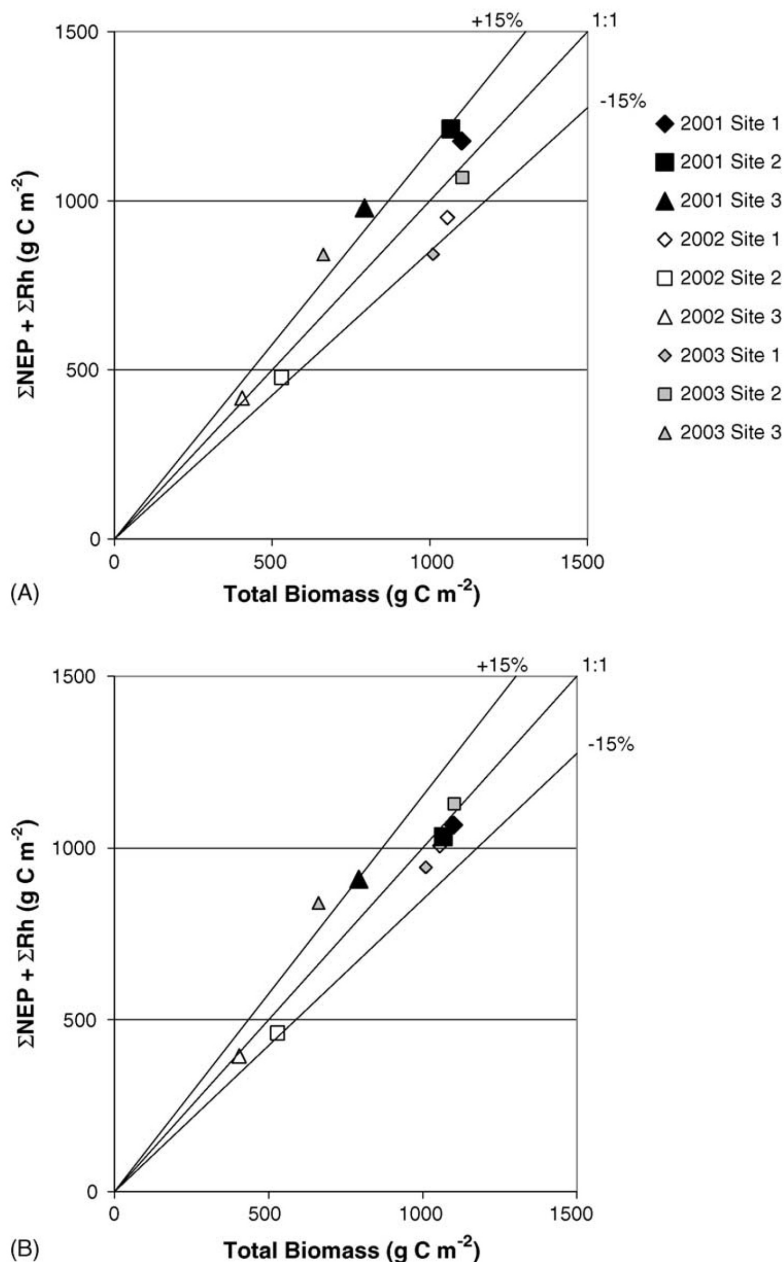 +15%
1:1
-15%
1500
1000
500
0
ΣNEP + ΣRh (g C m⁻²)
0
500
1000
1500
Total Biomass (g C m⁻²)
(A)
2001 Site 1
2001 Site 2
2001 Site 3
2002 Site 1
2002 Site 2
2002 Site 3
2003 Site 1
2003 Site 2
2003 Site 3
+15%
1:1
-15%
1500
1000
500
0
ΣNEP + ΣRh (g C m⁻²)
0
500
1000
1500
Total Biomass (g C m⁻²)
(B)